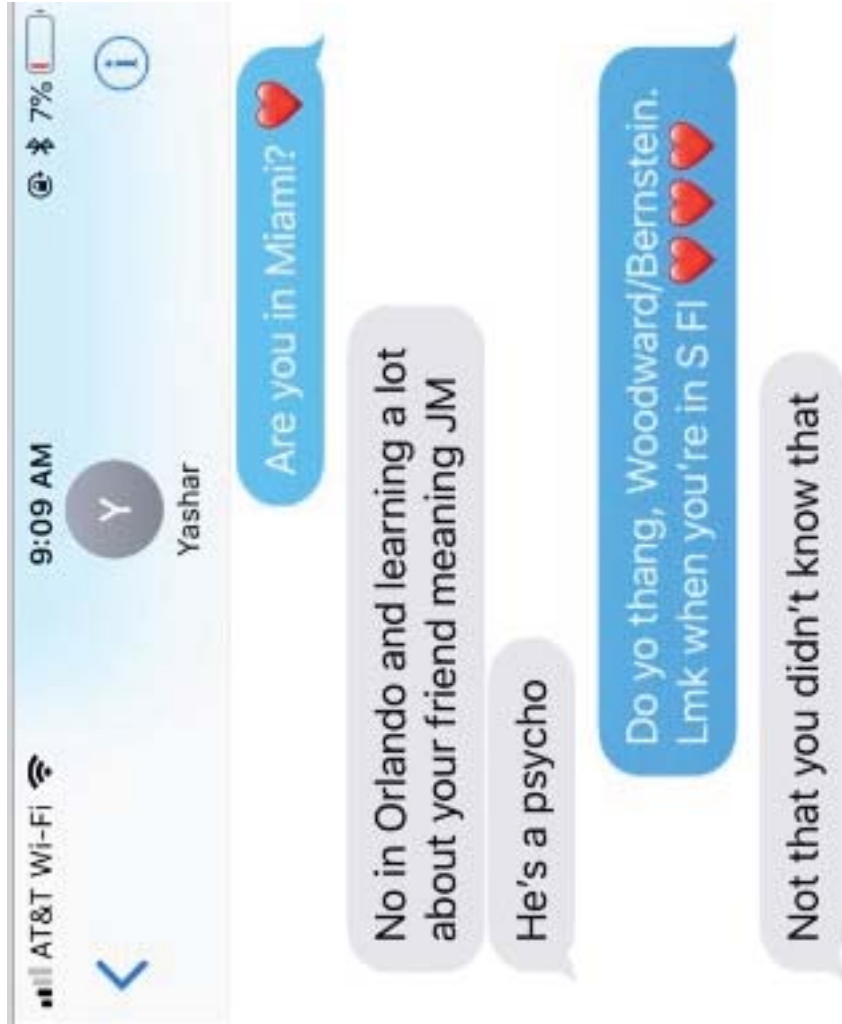 AT&T Wi-Fi 9:09 AM 7%
Y
Yashar
Are you in Miami? ❤️
No in Orlando and learning a lot
about your friend meaning JM
He's a psycho
Do yo thang, Woodward/Bernstein.
Lmk when you're in S Fl ❤️❤️❤️
Not that you didn't know that